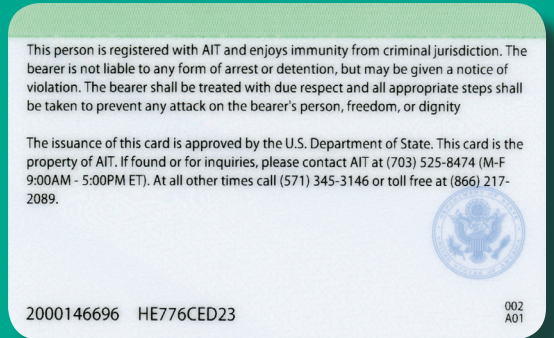 This person is registered with AIT and enjoys immunity from criminal jurisdiction. The
bearer is not liable to any form of arrest or detention, but may be given a notice of
violation. The bearer shall be treated with due respect and all appropriate steps shall
be taken to prevent any attack on the bearer's person, freedom, or dignity
The issuance of this card is approved by the U.S. Department of State. This card is the
property of AIT. If found or for inquiries, please contact AIT at (703) 525-8474 (M-F
9:00AM - 5:00PM ET). At all other times call (571) 345-3146 or toll free at (866) 217-
2089.
2000146696 HE776CED23
002
A01